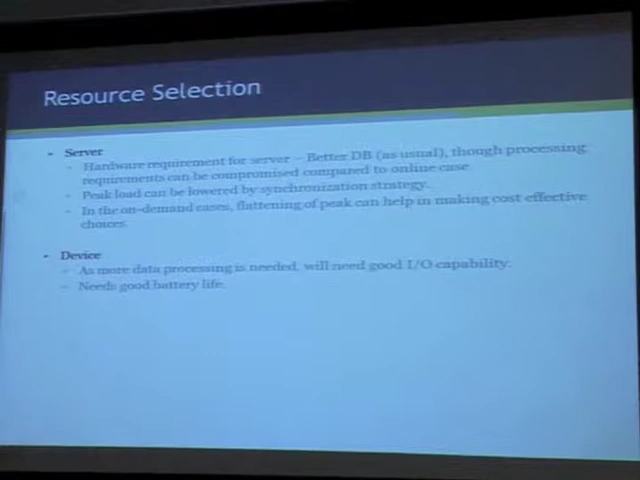 Resource Selection
- Server
- Hardware requirement for server – Better DB (as usual), though processing
requirements can be compromised compared to online case
- Peak load can be lowered by synchronization strategy.
- In the on-demand cases, flattening of peak can help in making cost effective
choices.
- Device
- As more data processing is needed, will need good I/O capability.
- Needs good battery life.